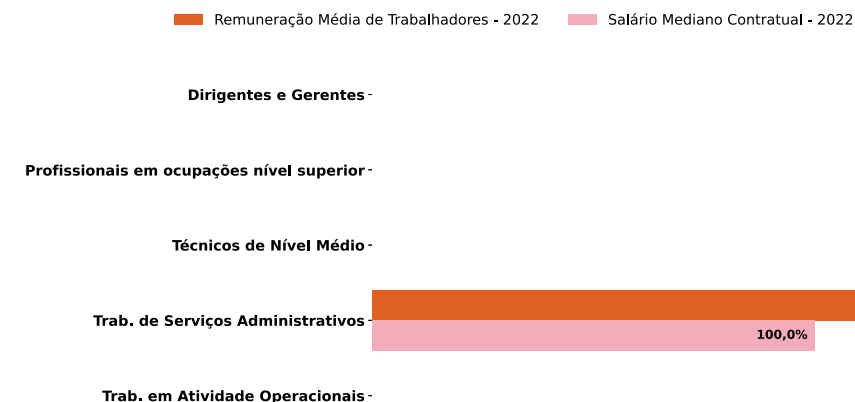 Remuneração Média de Trabalhadores - 2022 Salário Mediano Contratual - 2022
Dirigentes e Gerentes
Profissionais em ocupações nível superior
Técnicos de Nível Médio
Trab. de Serviços Administrativos
100,0%
Trab. em Atividade Operacionais